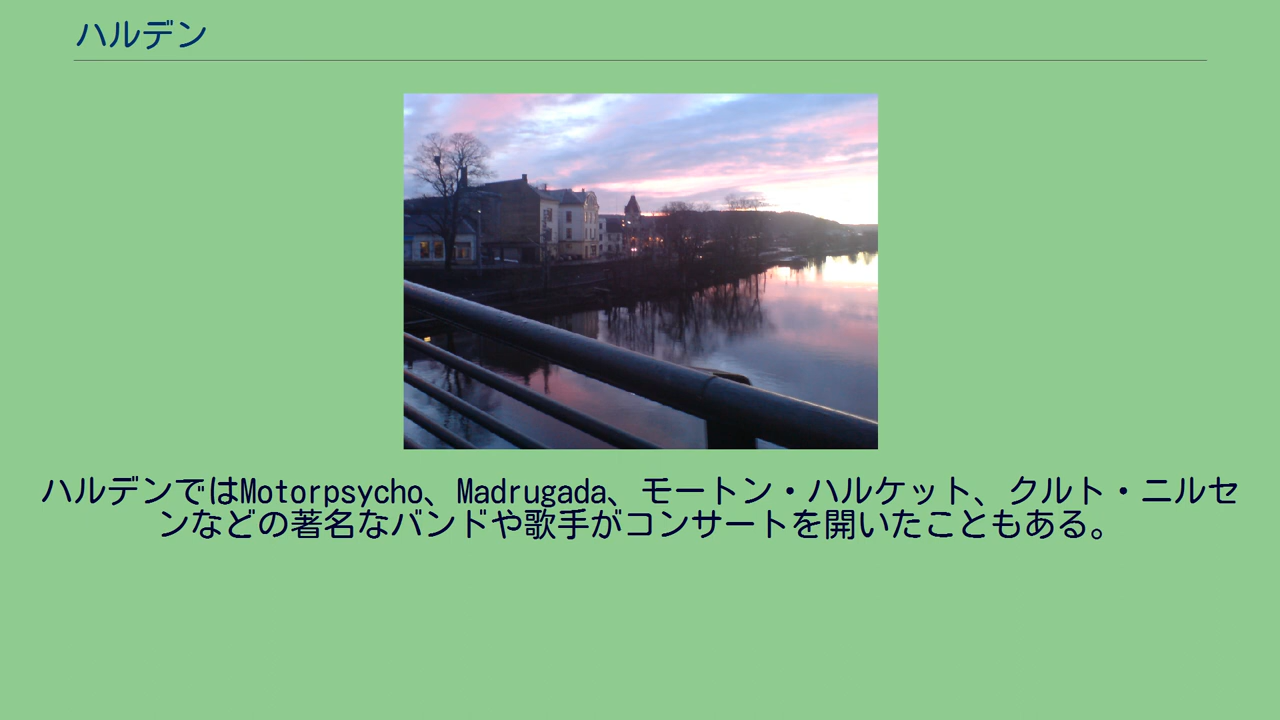 ハルデン
ハルデンではMotorpsycho、Madrugada、モートン・ハルケット、クルト・ニルセ
ンなどの著名なバンドや歌手がコンサートを開いたこともある。